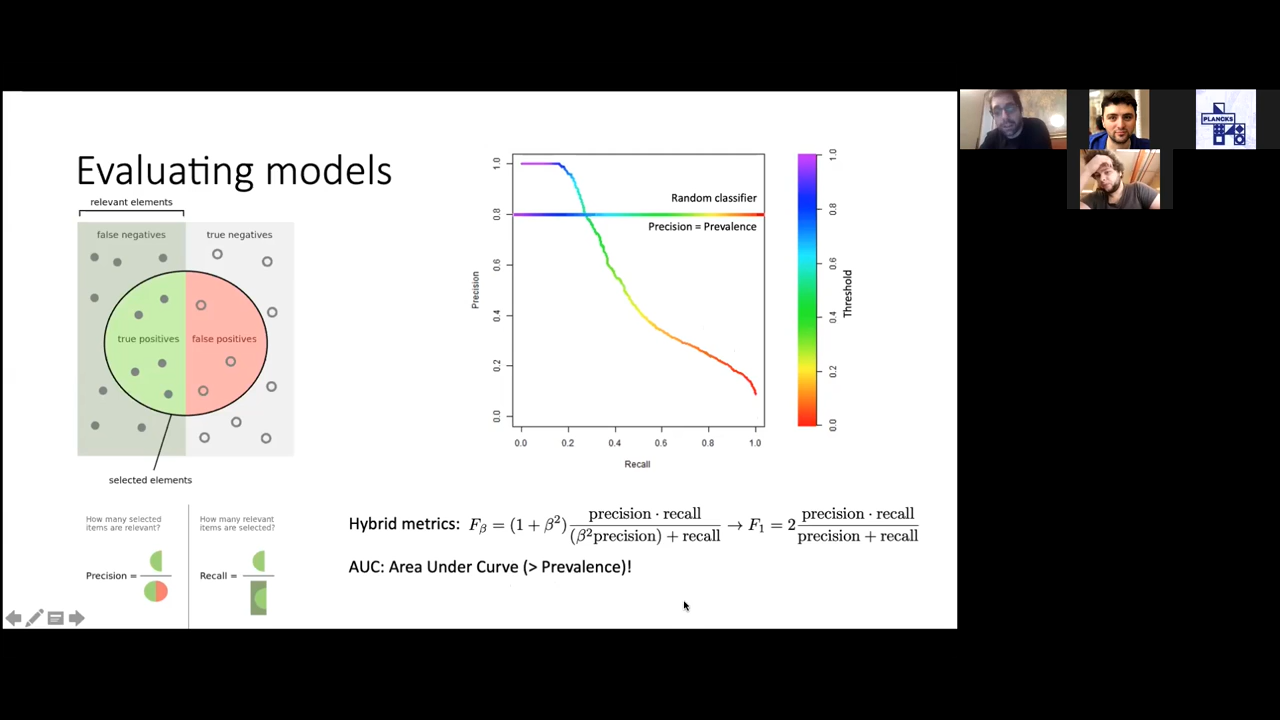 Evaluating models
relevant elements
false negatives
true negatives
true positives
false positives
selected elements
How many selected
items are relevant?
How many relevant
items are selected?
Precision =
Recall =
Precision
1.0
0.8
0.6
0.4
0.2
0.0
Random classifier
Precision = Prevalence
0.0 0.2 0.4 0.6 0.8 1.0
Recall
1.0
0.8
0.6
0.4
0.2
0.0
Threshold
Hybrid metrics: Fβ = (1 + β²) precision · recall / (β²precision) + recall → F₁ = 2 precision · recall / precision + recall
AUC: Area Under Curve (> Prevalence)!
PLANCKS